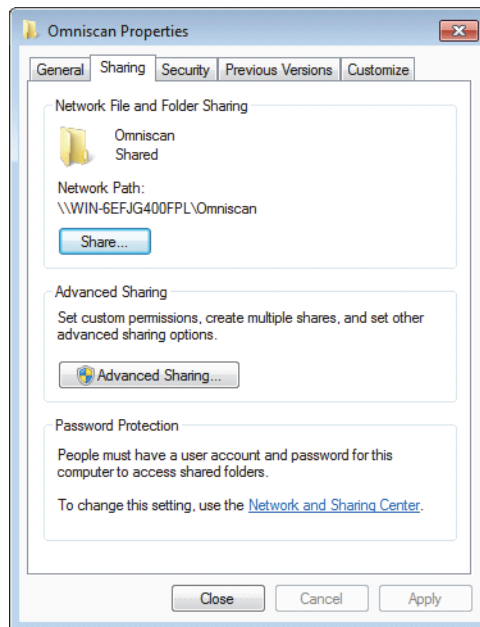 Omniscan Properties
General Sharing Security Previous Versions Customize
Network File and Folder Sharing
Omniscan
Shared
Network Path:
\\WIN-6EFJG400FPL\Omniscan
Share...
Advanced Sharing
Set custom permissions, create multiple shares, and set other
advanced sharing options.
Advanced Sharing...
Password Protection
People must have a user account and password for this
computer to access shared folders.
To change this setting, use the Network and Sharing Center.
Close Cancel Apply